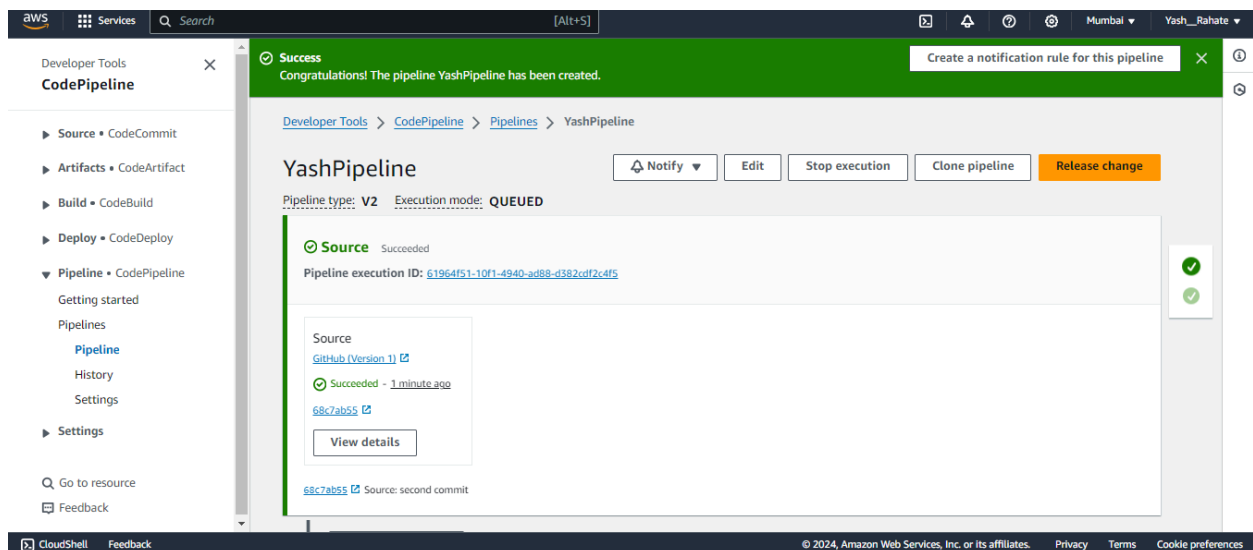 aws Services Search [Alt+S] Mumbai Yash__Rahate
Developer Tools
CodePipeline
Source • CodeCommit
Artifacts • CodeArtifact
Build • CodeBuild
Deploy • CodeDeploy
Pipeline • CodePipeline
Getting started
Pipelines
Pipeline
History
Settings
Settings
Go to resource
Feedback
Success
Congratulations! The pipeline YashPipeline has been created.
Create a notification rule for this pipeline
Developer Tools > CodePipeline > Pipelines > YashPipeline
YashPipeline
Notify Edit Stop execution Clone pipeline Release change
Pipeline type: V2 Execution mode: QUEUED
Source Succeeded
Pipeline execution ID: 61964f51-10f1-4940-ad88-d382cdf2c4f5
Source
GitHub (Version 1)
Succeeded - 1 minute ago
68c7ab55
View details
68c7ab55 Source: second commit
CloudShell Feedback © 2024, Amazon Web Services, Inc. or its affiliates. Privacy Terms Cookie preferences